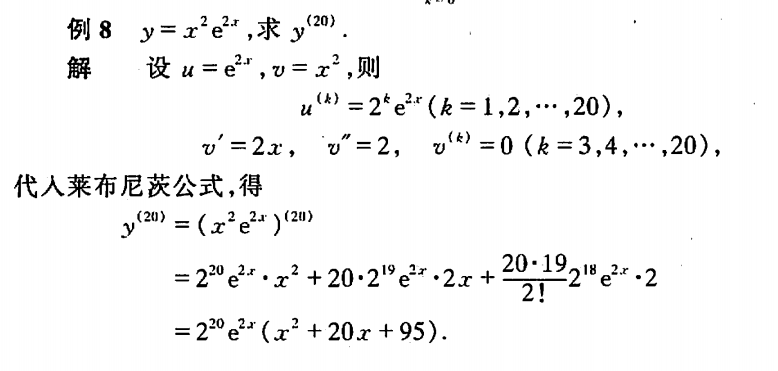 例 8 y = x²e²ˣ,求 y⁽²⁰⁾.
解 设 u = e²ˣ,v = x²,则
u⁽ᵏ⁾ = 2ᵏe²ˣ(k = 1,2,⋯,20),
v′ = 2x, v″ = 2, v⁽ᵏ⁾ = 0 (k = 3,4,⋯,20),
代入莱布尼茨公式,得
y⁽²⁰⁾ = (x²e²ˣ)⁽²⁰⁾
= 2²⁰e²ˣ·x² + 20·2¹⁹e²ˣ·2x + \frac{20·19}{2!}2¹⁸e²ˣ·2
= 2²⁰e²ˣ(x² + 20x + 95).